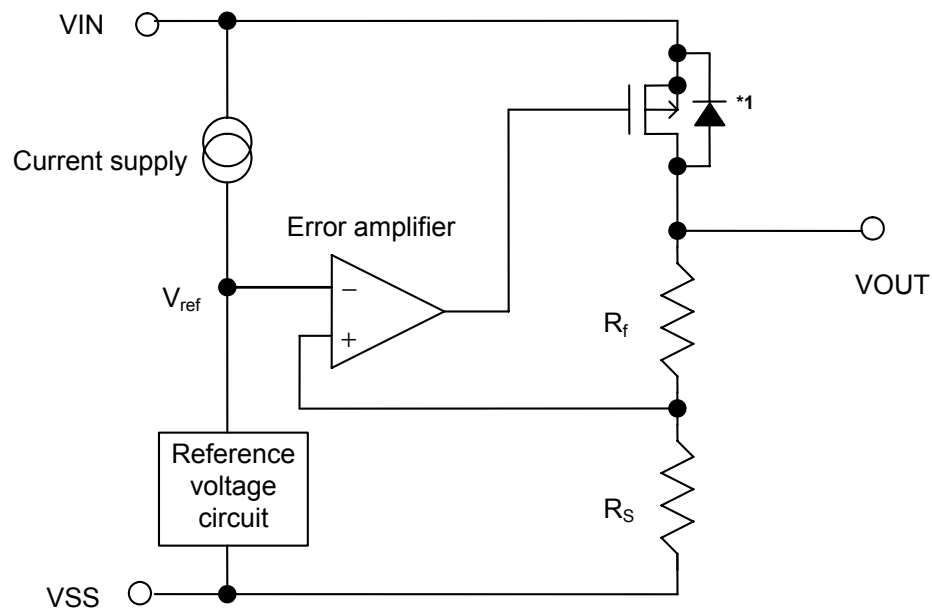 VIN
*1
Current supply
Error amplifier
Vref
−
+
VOUT
Rf
Reference
voltage
circuit
RS
VSS